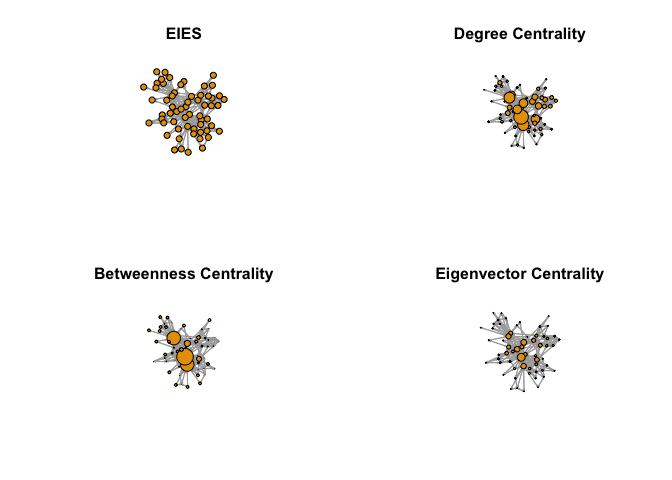 EIES
Degree Centrality
Betweenness Centrality
Eigenvector Centrality